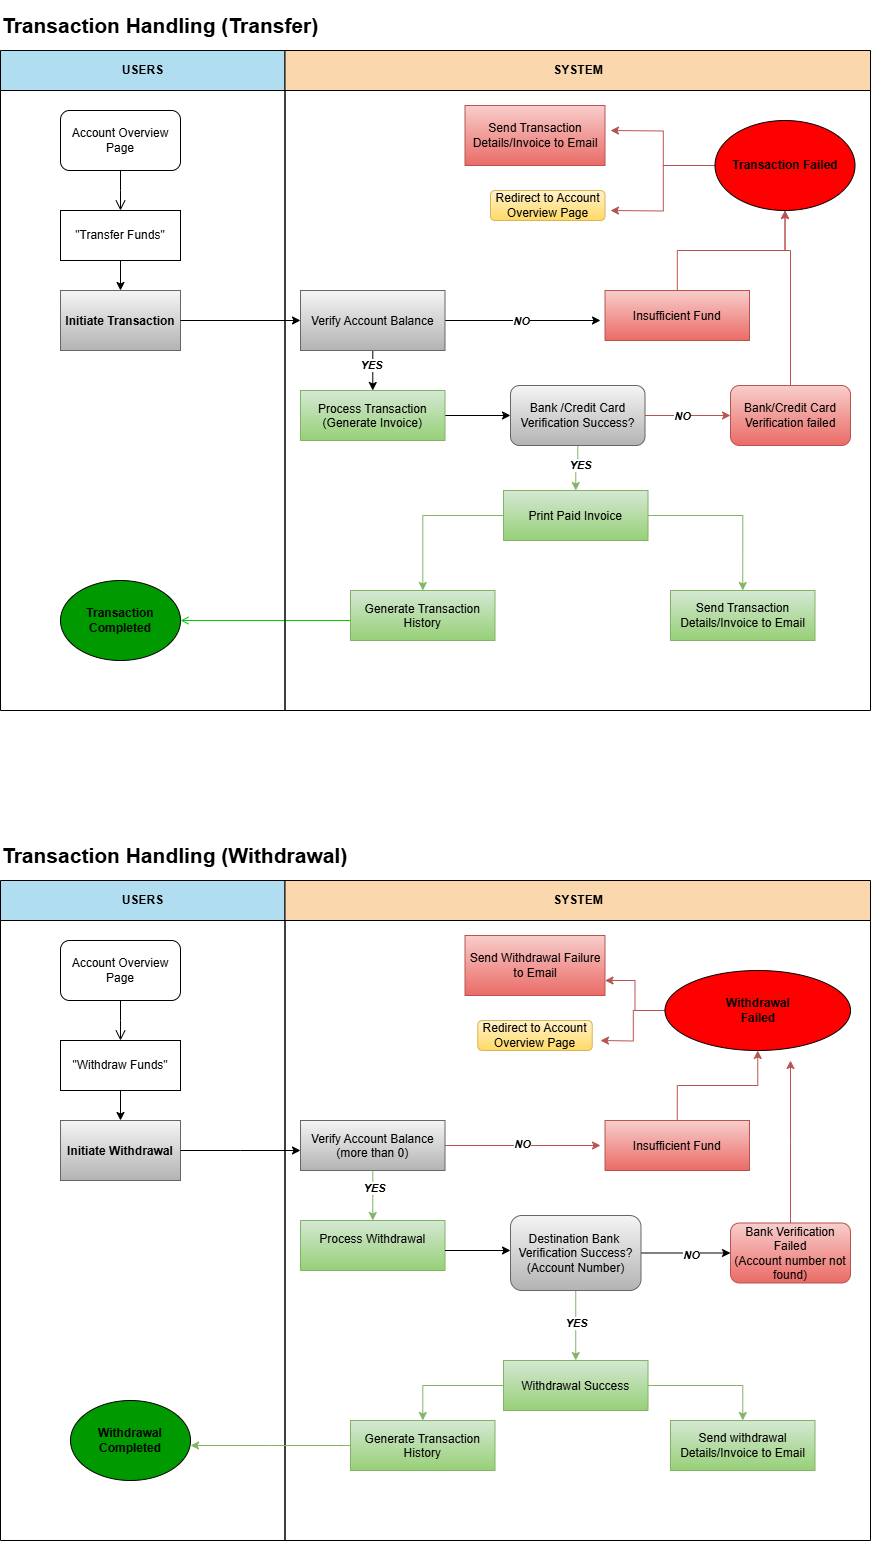 Transaction Handling (Transfer)
USERS
SYSTEM
Account Overview
Page
"Transfer Funds"
Initiate Transaction
Send Transaction
Details/Invoice to Email
Transaction Failed
Redirect to Account
Overview Page
Verify Account Balance
NO
Insufficient Fund
YES
Process Transaction
(Generate Invoice)
Bank /Credit Card
Verification Success?
NO
Bank/Credit Card
Verification failed
YES
Print Paid Invoice
Generate Transaction
History
Send Transaction
Details/Invoice to Email
Transaction
Completed
Transaction Handling (Withdrawal)
USERS
SYSTEM
Account Overview
Page
"Withdraw Funds"
Initiate Withdrawal
Send Withdrawal Failure
to Email
Withdrawal
Failed
Redirect to Account
Overview Page
Verify Account Balance
(more than 0)
NO
Insufficient Fund
YES
Process Withdrawal
Destination Bank
Verification Success?
(Account Number)
NO
Bank Verification
Failed
(Account number not
found)
YES
Withdrawal Success
Generate Transaction
History
Send withdrawal
Details/Invoice to Email
Withdrawal
Completed